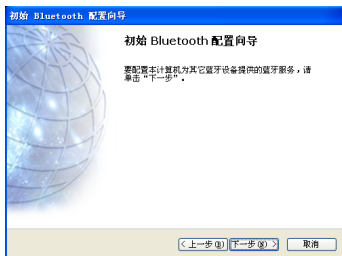 初始 Bluetooth 配置向导
初始 Bluetooth 配置向导
要配置本计算机为其它蓝牙设备提供的蓝牙服务，请
单击“下一步”。
< 上一步(B) 下一步(N) > 取消